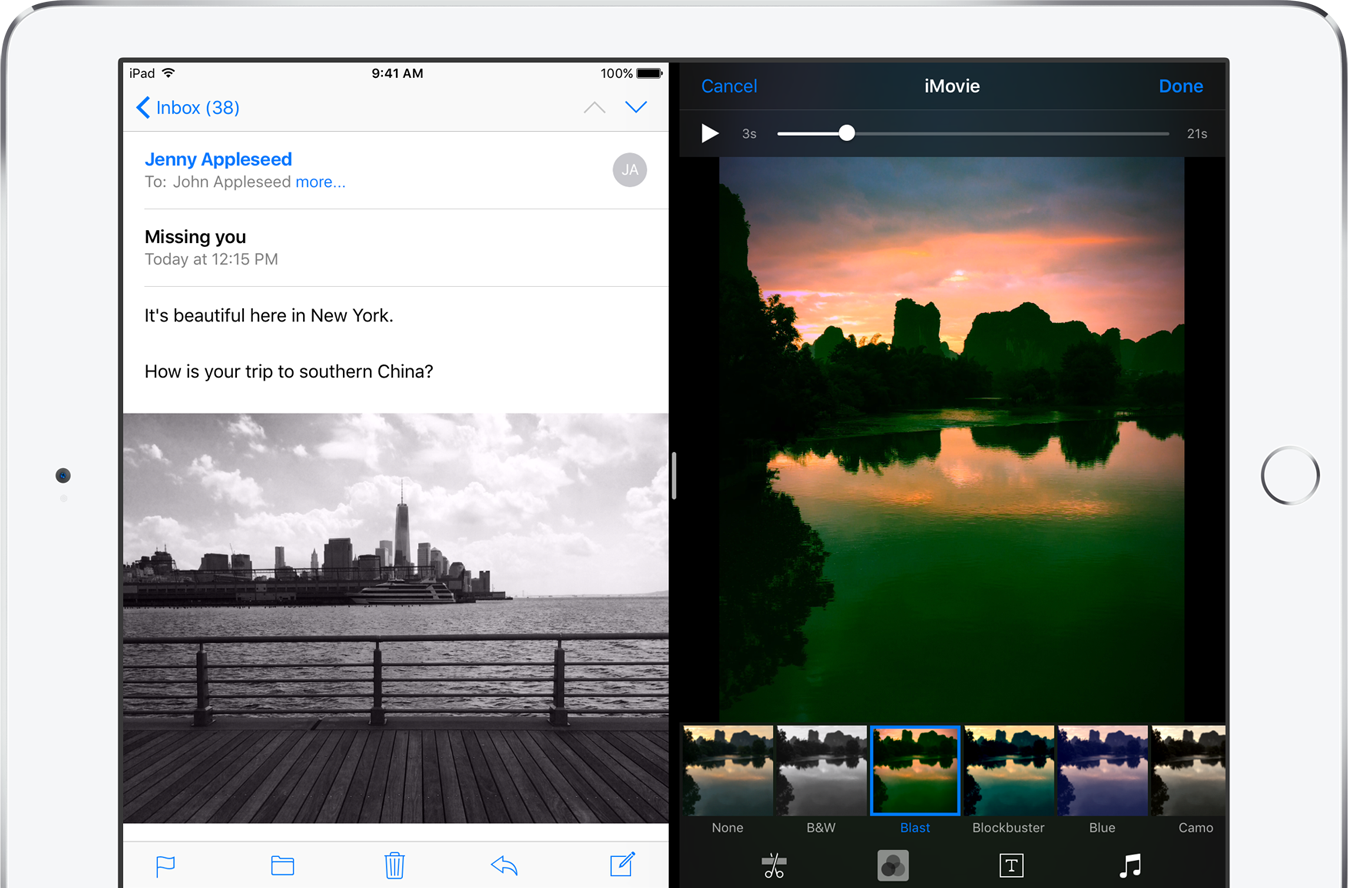 iPad 9:41 AM 100%
Inbox (38)
Jenny Appleseed
To: John Appleseed more...
JA
Missing you
Today at 12:15 PM
It's beautiful here in New York.
How is your trip to southern China?
Cancel iMovie Done
3s 21s
None B&W Blast Blockbuster Blue Camo
T